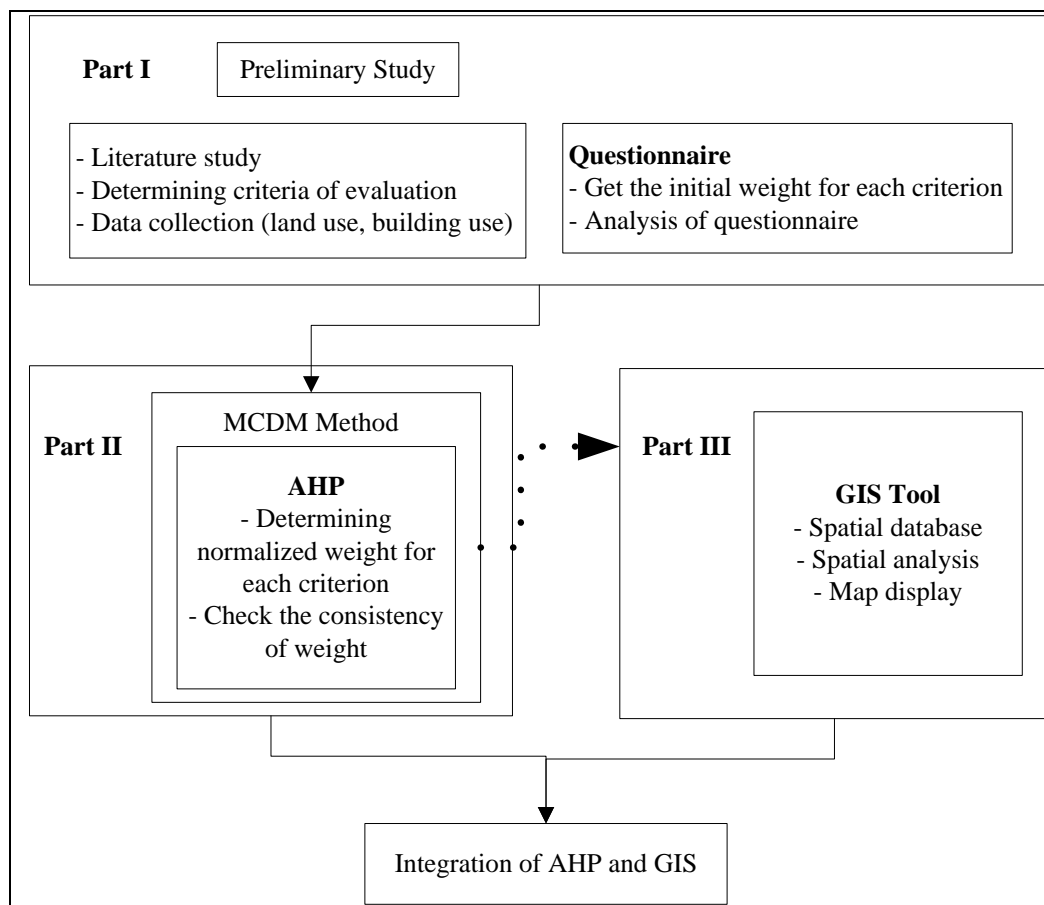 Part I
Preliminary Study
- Literature study
- Determining criteria of evaluation
- Data collection (land use, building use)
Questionnaire
- Get the initial weight for each criterion
- Analysis of questionnaire
Part II
MCDM Method
AHP
- Determining
normalized weight for
each criterion
- Check the consistency
of weight
Part III
GIS Tool
- Spatial database
- Spatial analysis
- Map display
Integration of AHP and GIS